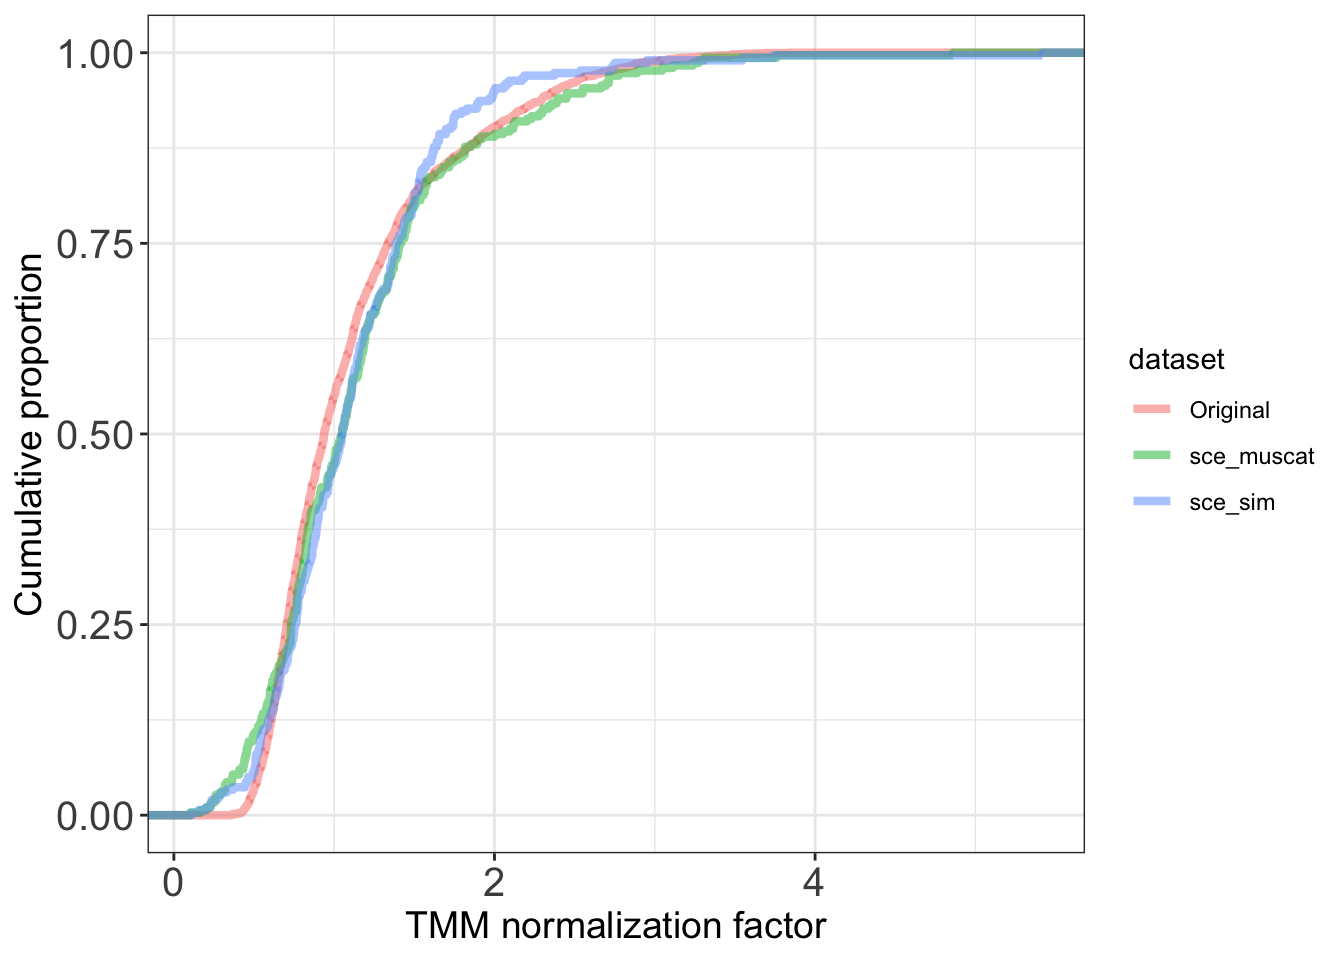 1.00
0.75
0.50
0.25
0.00
Cumulative proportion
0 2 4
TMM normalization factor
dataset
Original
sce_muscat
sce_sim